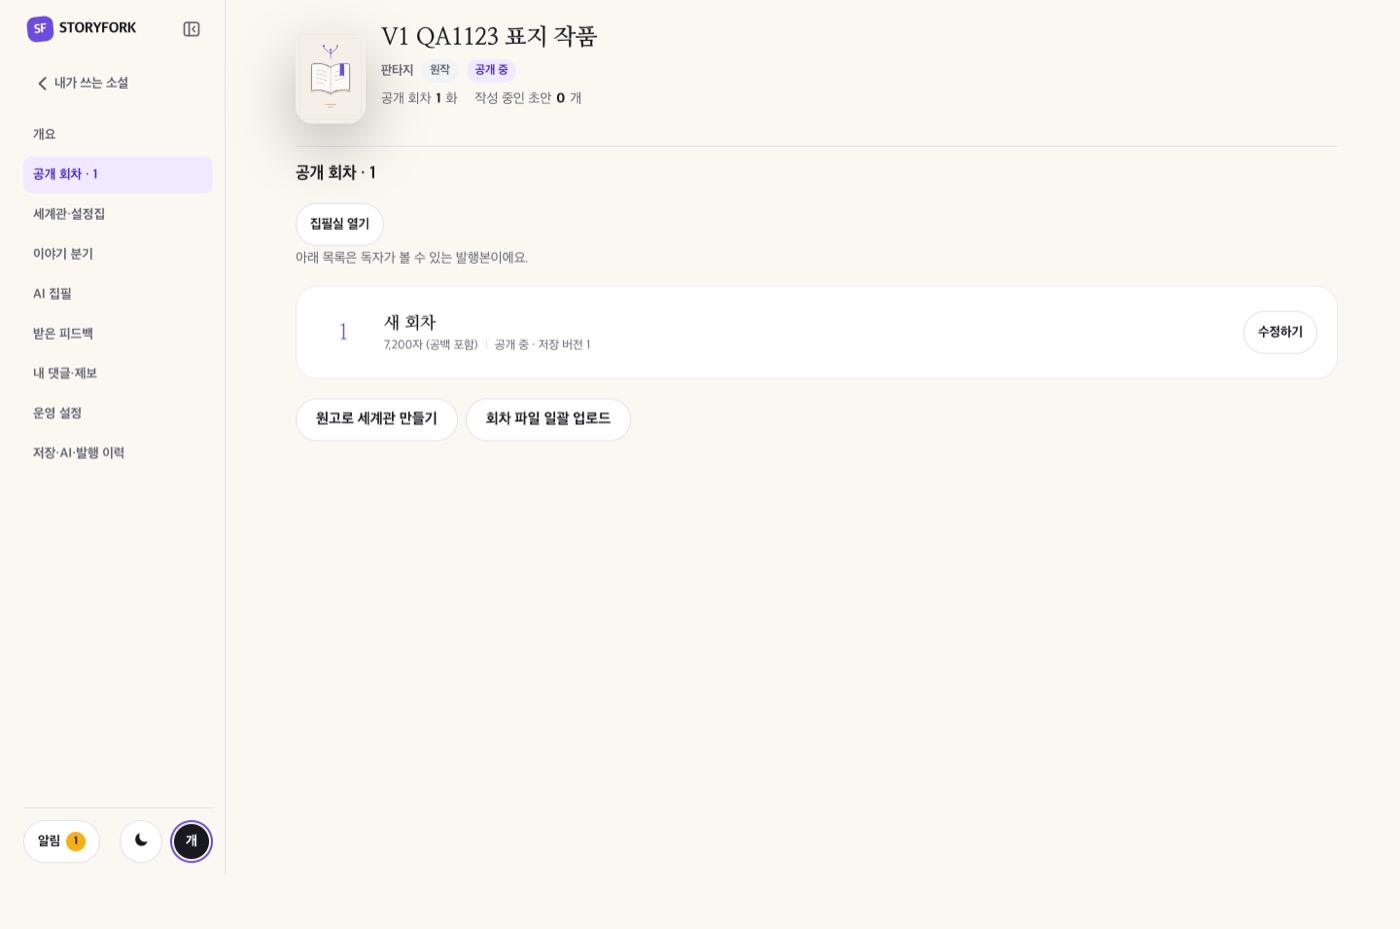 SF STORYFORK
내가 쓰는 소설
개요
공개 회차 · 1
세계관·설정집
이야기 분기
AI 집필
받은 피드백
내 댓글·제보
운영 설정
저장·AI·발행 이력
알림 1
개
V1 QA1123 표지 작품
판타지 원작 공개 중
공개 회차 1 화 작성 중인 초안 0 개
공개 회차 · 1
집필실 열기
아래 목록은 독자가 볼 수 있는 발행본이에요.
1
새 회차
7,200자 (공백 포함) 공개 중 · 저장 버전 1
수정하기
원고로 세계관 만들기 회차 파일 일괄 업로드